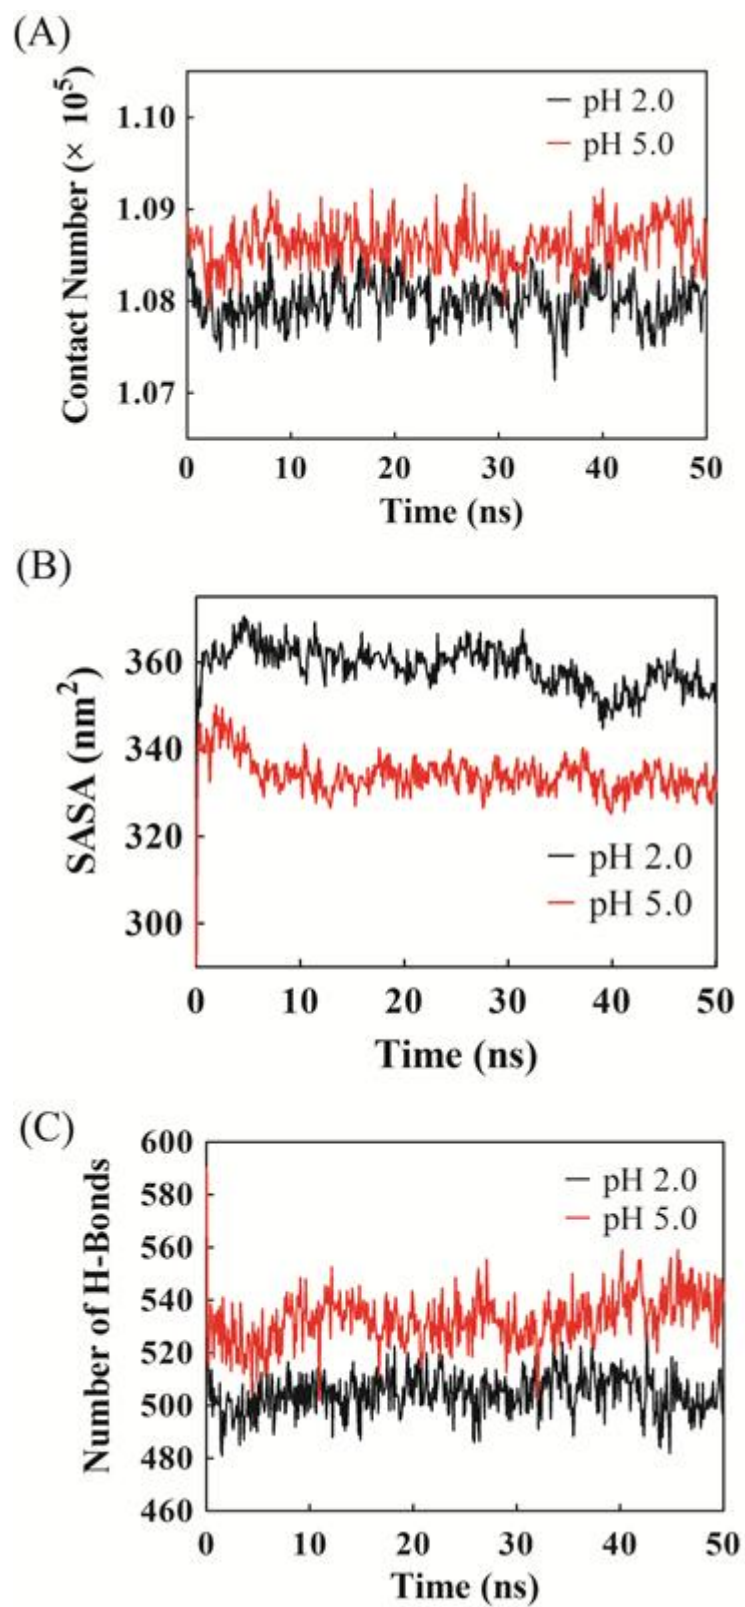 (A)
Contact Number (× 10⁵)
1.10
1.09
1.08
1.07
pH 2.0
pH 5.0
0 10 20 30 40 50
Time (ns)
(B)
SASA (nm²)
360
340
320
300
pH 2.0
pH 5.0
0 10 20 30 40 50
Time (ns)
(C)
Number of H-Bonds
600
580
560
540
520
500
480
460
pH 2.0
pH 5.0
0 10 20 30 40 50
Time (ns)